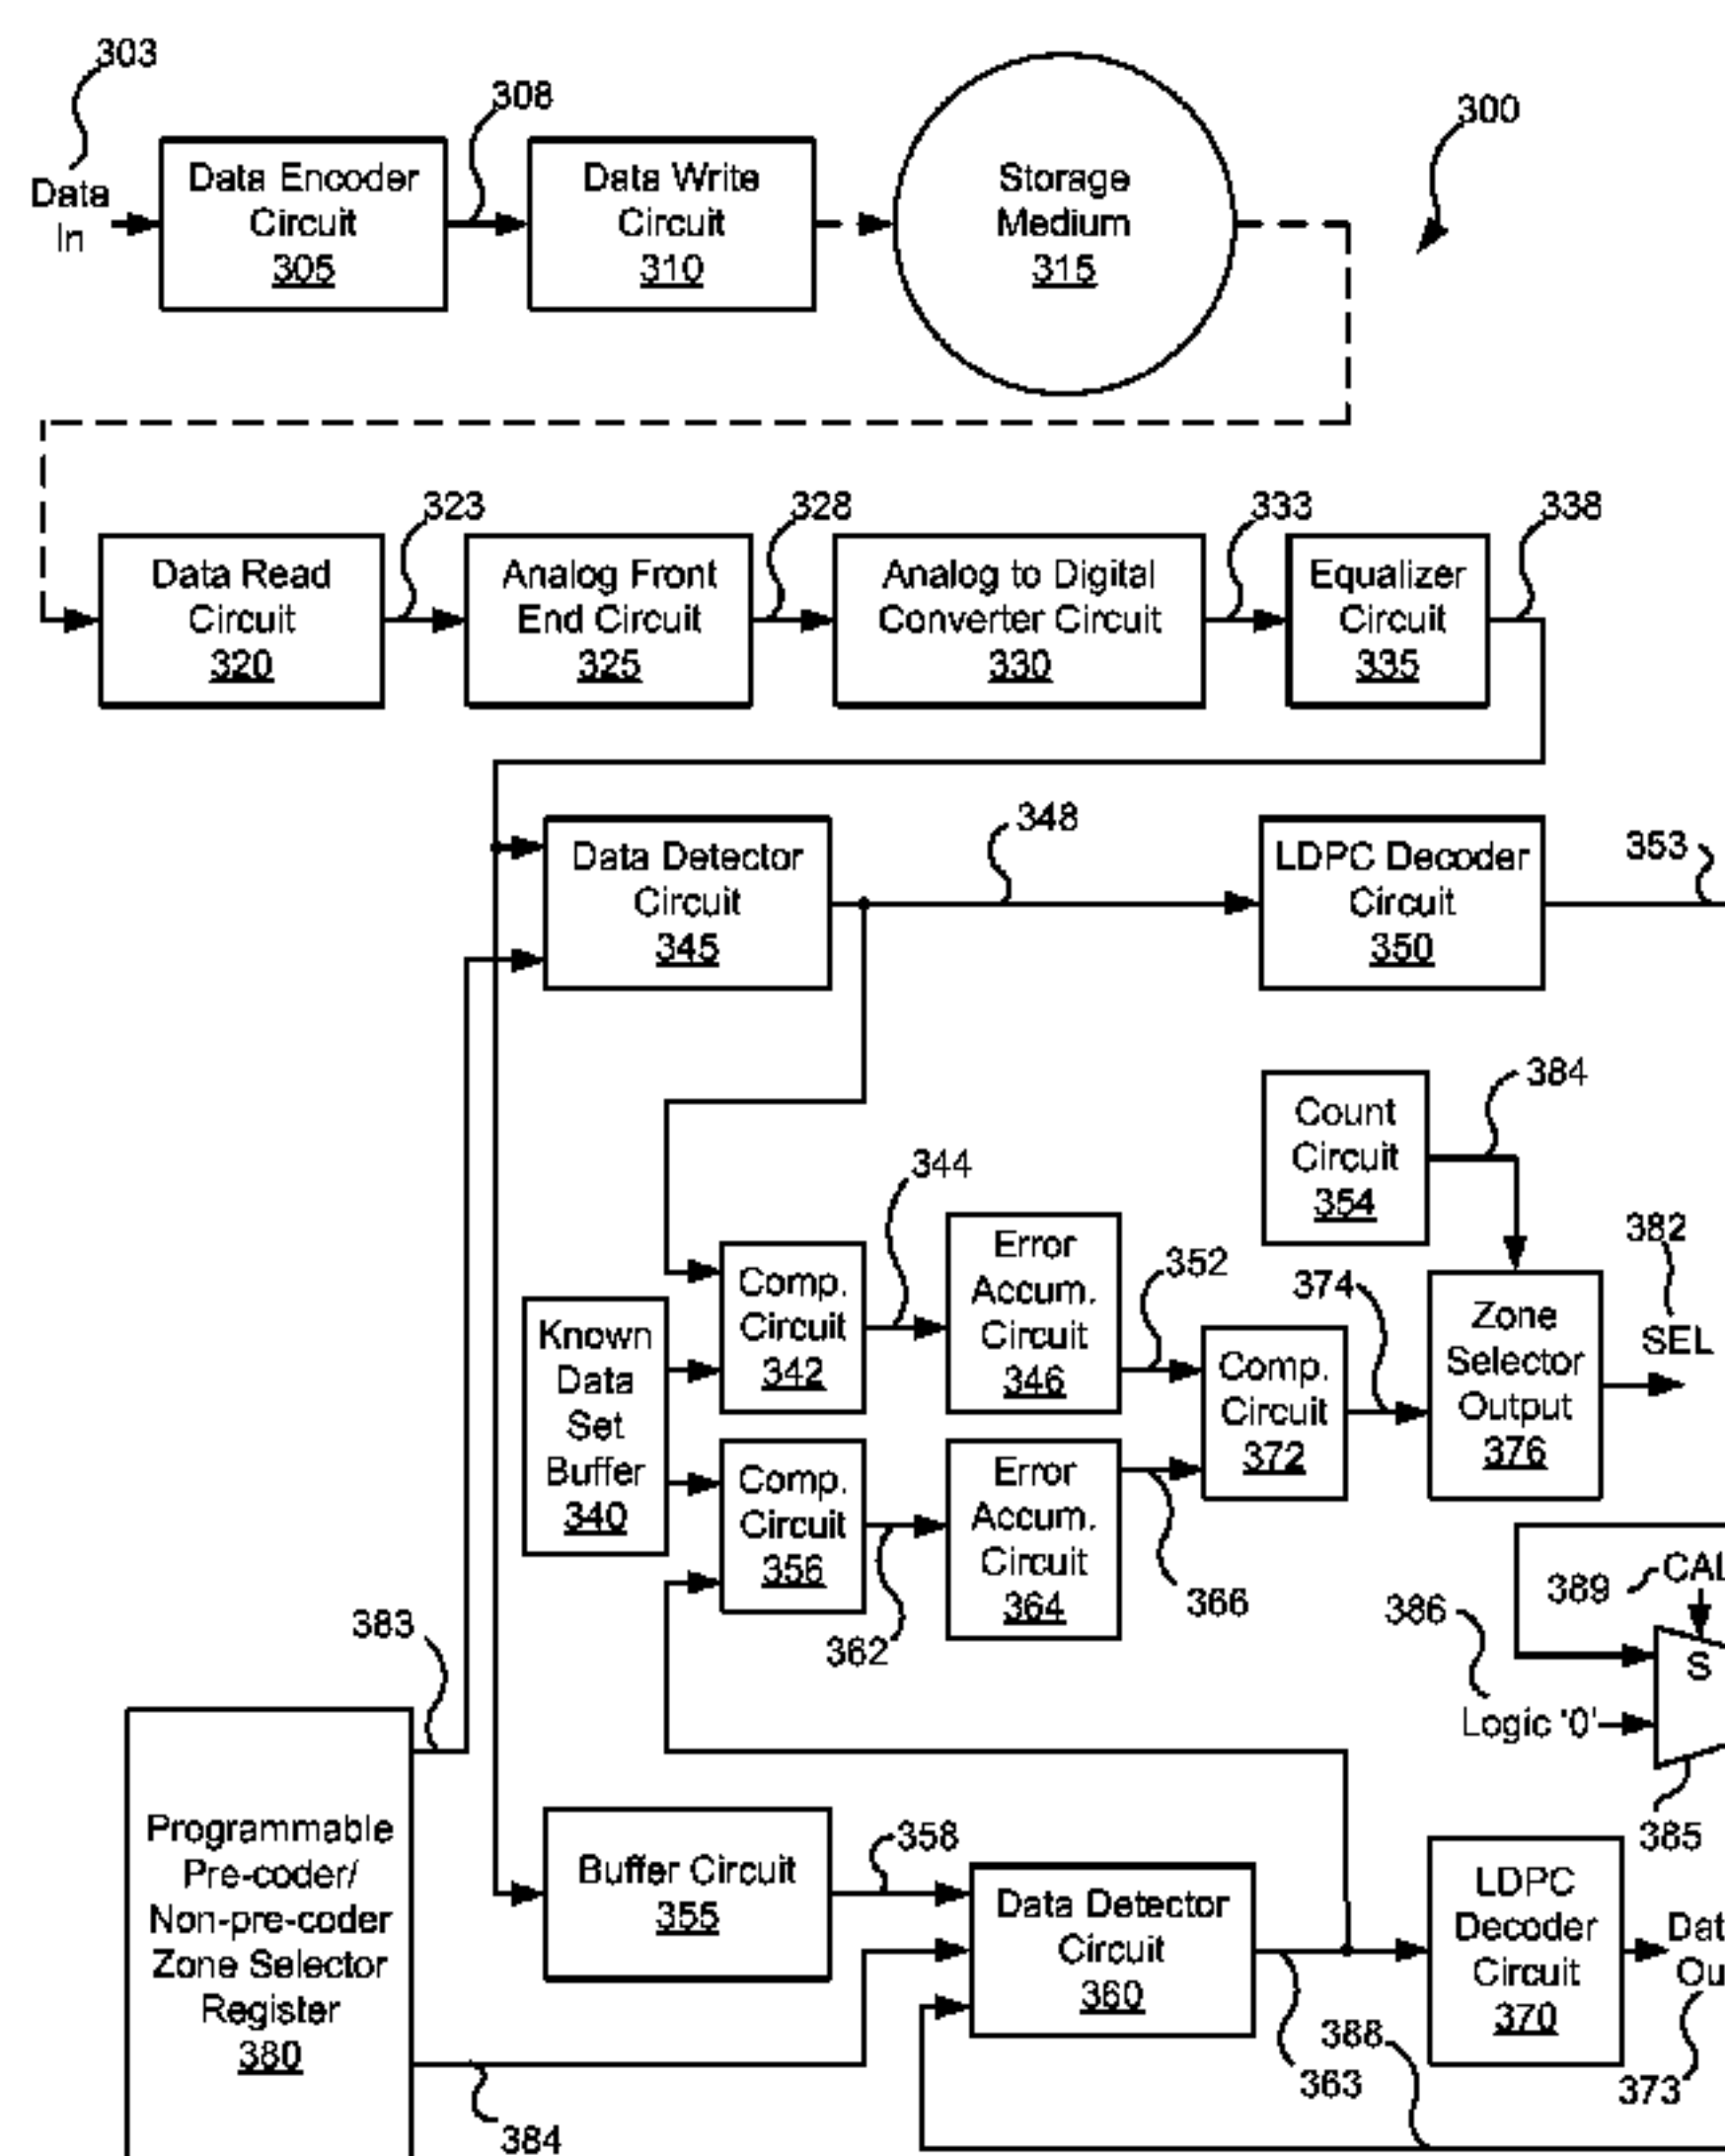 303
308
300
Data
In
Data Encoder
Circuit
305
Data Write
Circuit
310
Storage
Medium
315
323
328
333
338
Data Read
Circuit
320
Analog Front
End Circuit
325
Analog to Digital
Converter Circuit
330
Equalizer
Circuit
335
348
353
Data Detector
Circuit
345
LDPC Decoder
Circuit
350
384
Count
Circuit
354
344
352
374
382
SEL
Known
Data
Set
Buffer
340
Comp.
Circuit
342
Error
Accum.
Circuit
346
Comp.
Circuit
372
Zone
Selector
Output
376
Comp.
Circuit
356
Error
Accum.
Circuit
364
362
366
389
CAL
386
S
Logic '0'
385
383
Programmable
Pre-coder/
Non-pre-coder
Zone Selector
Register
380
Buffer Circuit
355
358
Data Detector
Circuit
360
LDPC
Decoder
Circuit
370
Dat
Ou
373
363
388
384